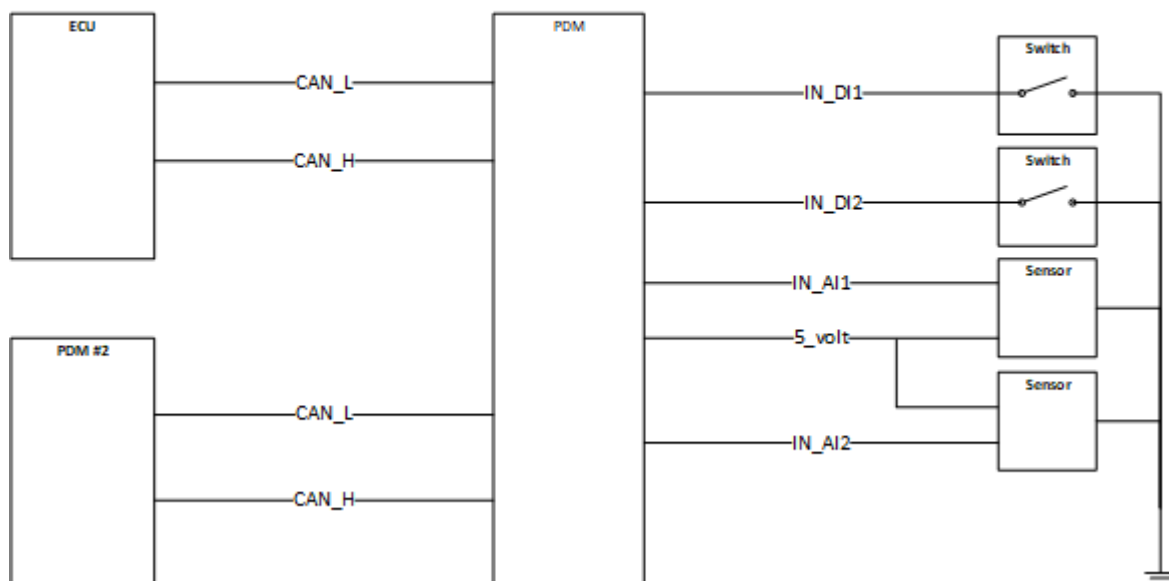 ECU
PDM
Switch
CAN_L
IN_DI1
CAN_H
Switch
IN_DI2
Sensor
IN_AI1
5_volt
PDM #2
Sensor
CAN_L
IN_AI2
CAN_H